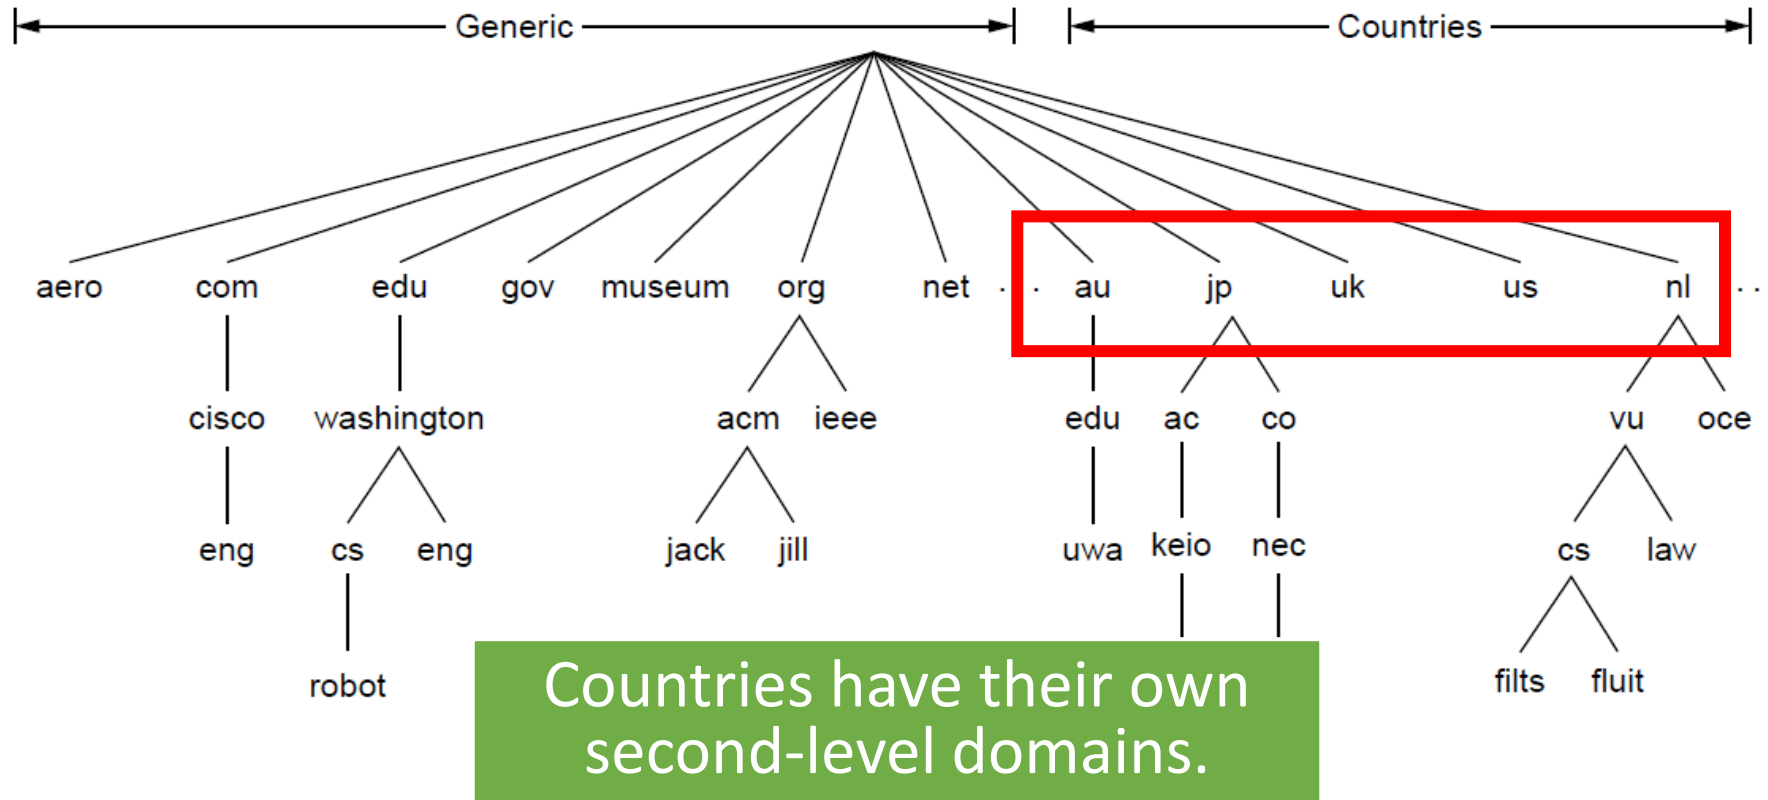 Generic Countries
aero com edu gov museum org net . . . au jp uk us nl . . .
cisco washington acm ieee edu ac co vu oce
eng cs eng jack jill uwa keio nec cs law
robot filts fluit
Countries have their own
second-level domains.